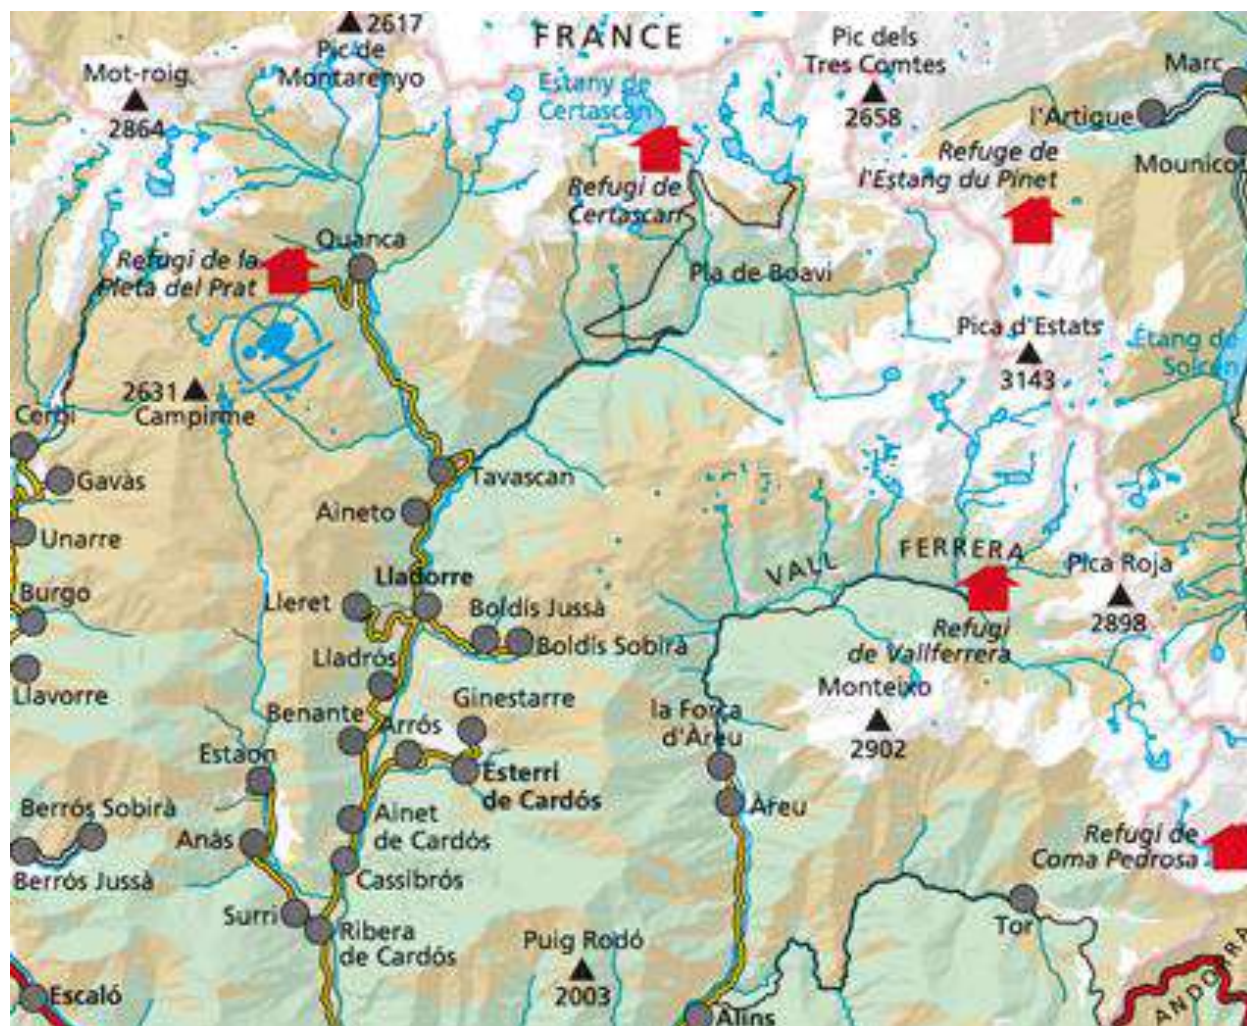 2617
FRANCE
Pic de
Montarenyo
Mot-roig
2864
Estany de
Certascan
Pic dels
Tres Comtes
2658
Marc
l'Artigue
Mounicou
Refuge de
l'Estang du Pinet
Refugi de
Certascan
Quanca
Refugi de la
Pleta del Prat
Pla de Boavi
Pica d'Estats
3143
Étang de
2631
Campirme
Gavàs
Tavascan
Aineto
Unarre
VALL FERRERA
Pica Roja
2898
Lladorre
Burgo
Lleret
Boldís Jussà
Boldís Sobirà
Refugi
de Vallferrera
Lladrós
Llavorre
Ginestarre
Monteixo
2902
Benante
Arrós
la Força
d'Àreu
Estaon
Esterri
de Cardós
Àreu
Berrós Sobirà
Ainet
de Cardós
Anàs
Refugi de
Coma Pedrosa
Berrós Jussà
Cassibrós
Surri
Ribera
de Cardós
Tor
Puig Rodó
2003
Escaló
Alins
ANDORRA